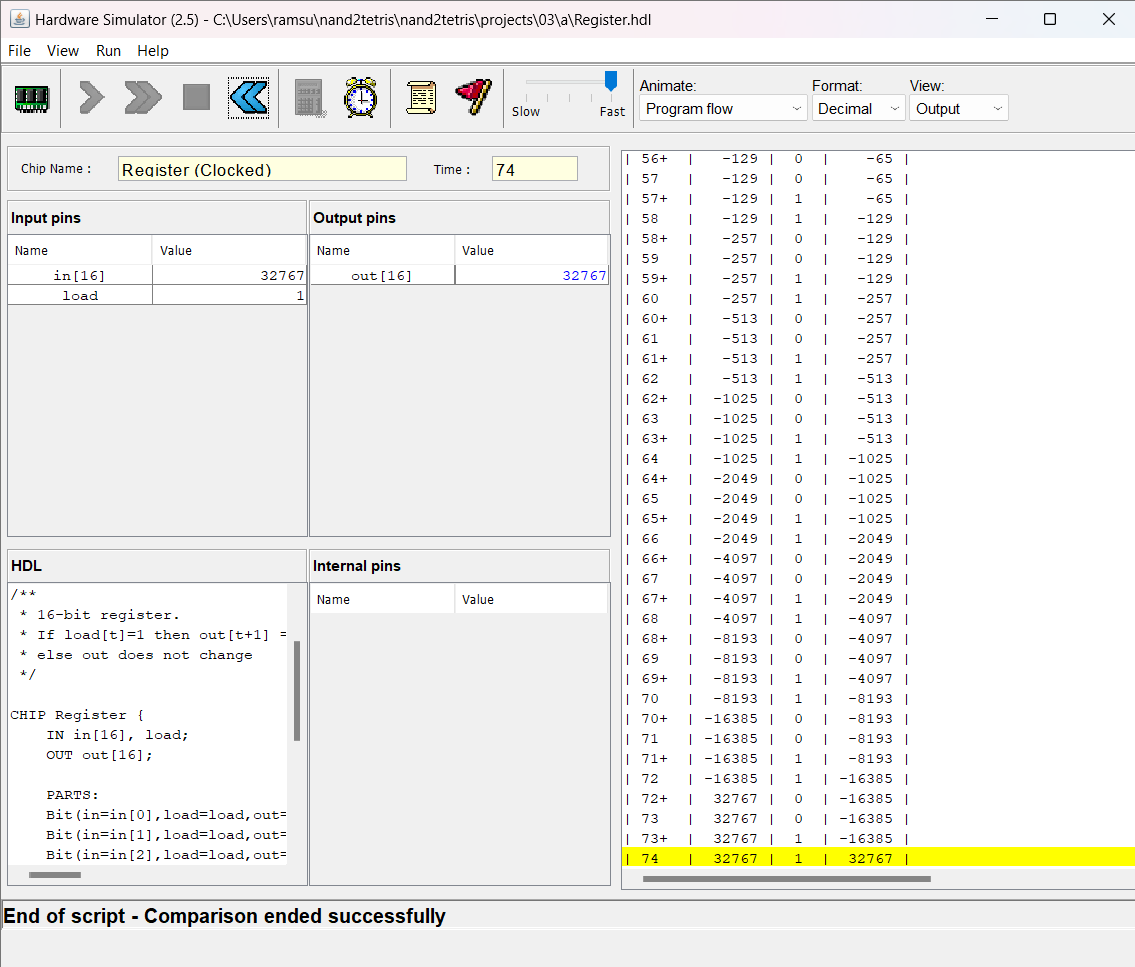 Hardware Simulator (2.5) - C:\Users\ramsu\nand2tetris\nand2tetris\projects\03\a\Register.hdl
File View Run Help
Slow Fast
Animate: Format: View:
Program flow Decimal Output
Chip Name : Register (Clocked) Time : 74
Input pins
Name Value
in[16] 32767
load 1
Output pins
Name Value
out[16] 32767
HDL
/**
* 16-bit register.
* If load[t]=1 then out[t+1] =
* else out does not change
*/
CHIP Register {
IN in[16], load;
OUT out[16];
PARTS:
Bit(in=in[0],load=load,out=
Bit(in=in[1],load=load,out=
Bit(in=in[2],load=load,out=
Internal pins
Name Value
| 56+ | -129 | 0 | -65 |
| 57 | -129 | 0 | -65 |
| 57+ | -129 | 1 | -65 |
| 58 | -129 | 1 | -129 |
| 58+ | -257 | 0 | -129 |
| 59 | -257 | 0 | -129 |
| 59+ | -257 | 1 | -129 |
| 60 | -257 | 1 | -257 |
| 60+ | -513 | 0 | -257 |
| 61 | -513 | 0 | -257 |
| 61+ | -513 | 1 | -257 |
| 62 | -513 | 1 | -513 |
| 62+ | -1025 | 0 | -513 |
| 63 | -1025 | 0 | -513 |
| 63+ | -1025 | 1 | -513 |
| 64 | -1025 | 1 | -1025 |
| 64+ | -2049 | 0 | -1025 |
| 65 | -2049 | 0 | -1025 |
| 65+ | -2049 | 1 | -1025 |
| 66 | -2049 | 1 | -2049 |
| 66+ | -4097 | 0 | -2049 |
| 67 | -4097 | 0 | -2049 |
| 67+ | -4097 | 1 | -2049 |
| 68 | -4097 | 1 | -4097 |
| 68+ | -8193 | 0 | -4097 |
| 69 | -8193 | 0 | -4097 |
| 69+ | -8193 | 1 | -4097 |
| 70 | -8193 | 1 | -8193 |
| 70+ | -16385 | 0 | -8193 |
| 71 | -16385 | 0 | -8193 |
| 71+ | -16385 | 1 | -8193 |
| 72 | -16385 | 1 | -16385 |
| 72+ | 32767 | 0 | -16385 |
| 73 | 32767 | 0 | -16385 |
| 73+ | 32767 | 1 | -16385 |
| 74 | 32767 | 1 | 32767 |
End of script - Comparison ended successfully